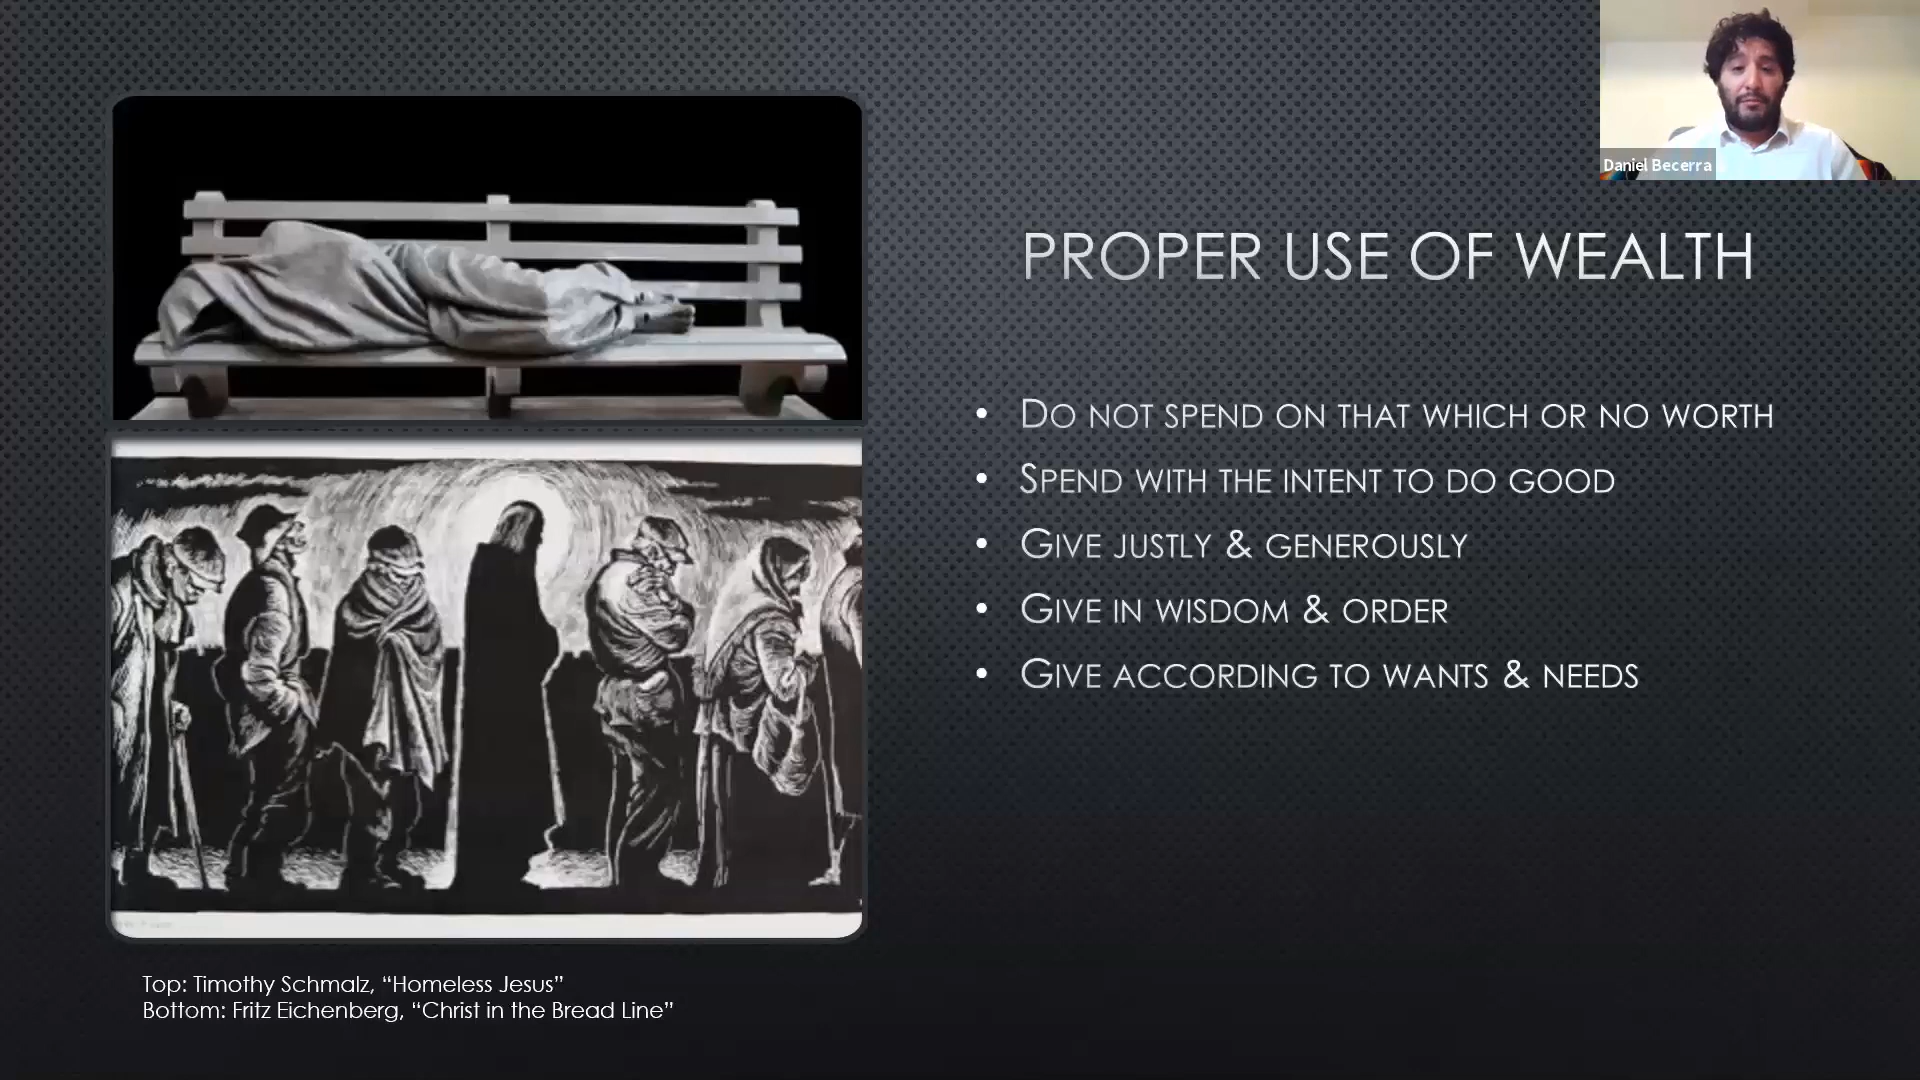 Daniel Becerra
PROPER USE OF WEALTH
• DO NOT SPEND ON THAT WHICH OR NO WORTH
• SPEND WITH THE INTENT TO DO GOOD
• GIVE JUSTLY & GENEROUSLY
• GIVE IN WISDOM & ORDER
• GIVE ACCORDING TO WANTS & NEEDS
Top: Timothy Schmalz, “Homeless Jesus”
Bottom: Fritz Eichenberg, “Christ in the Bread Line”